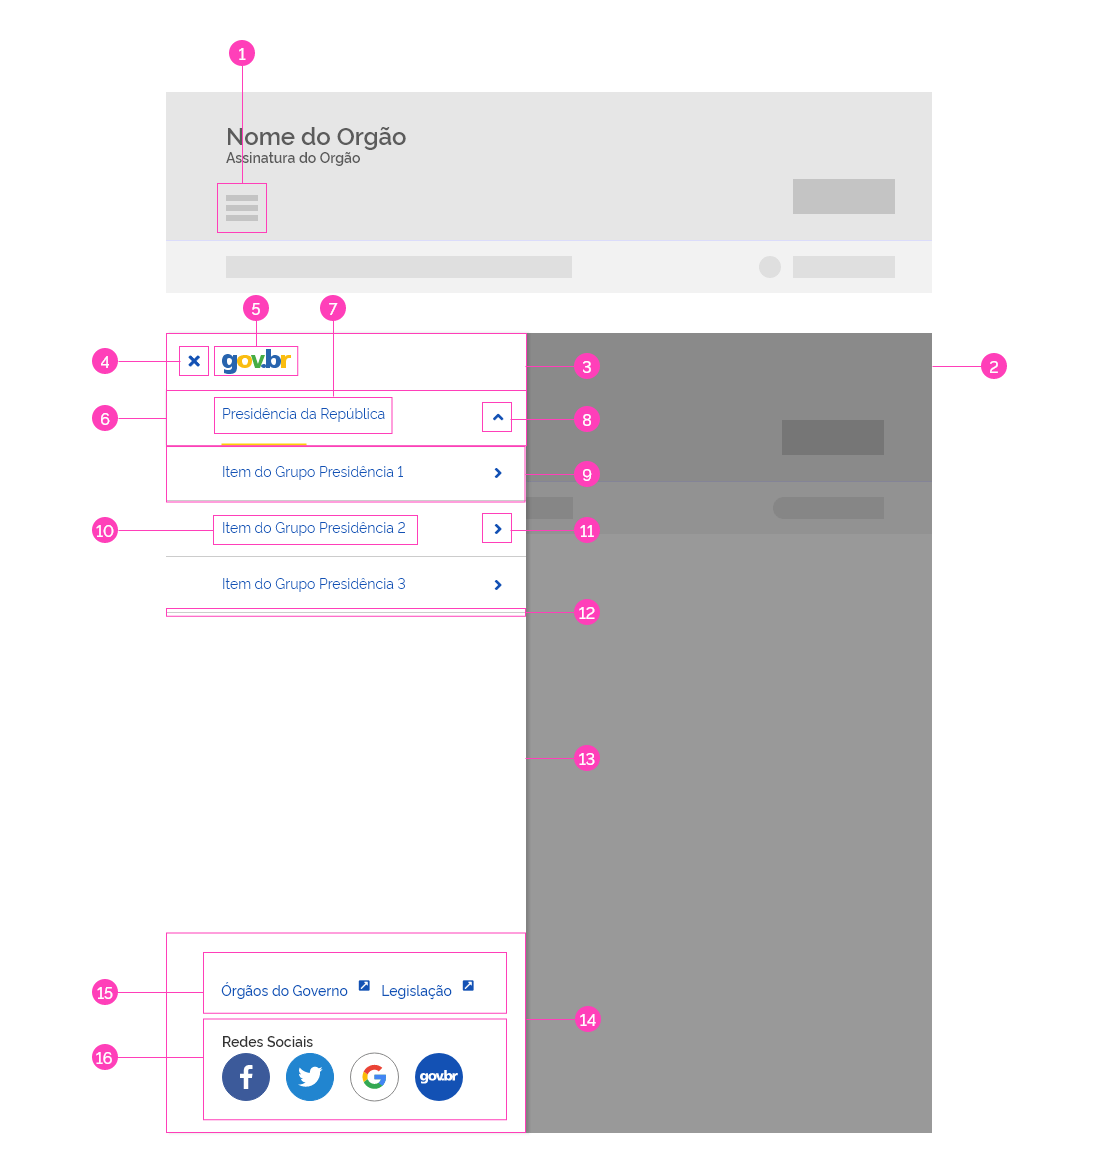 1
Nome do Orgão
Assinatura do Orgão
5
7
4
gov.br
3
2
6
Presidência da República
8
Item do Grupo Presidência 1
9
10
Item do Grupo Presidência 2
11
Item do Grupo Presidência 3
12
13
15
Órgãos do Governo
Legislação
14
16
Redes Sociais
f
G
gov.br